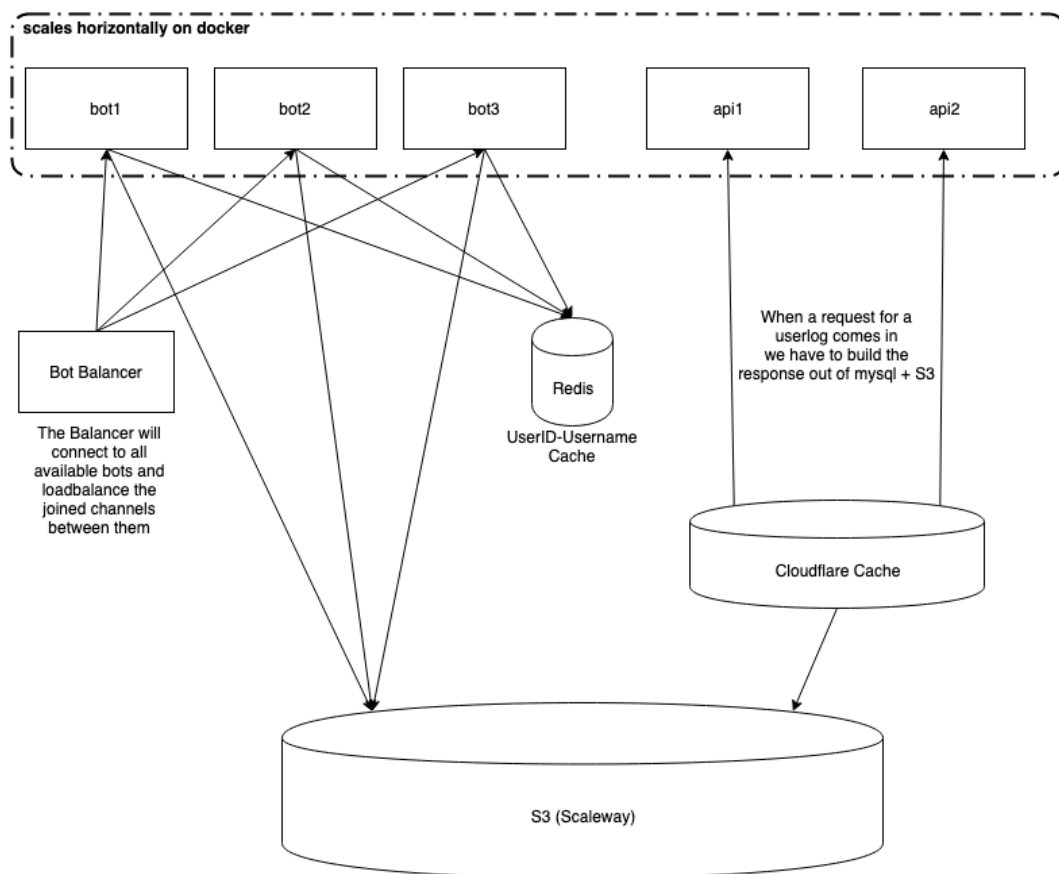 scales horizontally on docker
bot1
bot2
bot3
api1
api2
Bot Balancer
The Balancer will
connect to all
available bots and
loadbalance the
joined channels
between them
Redis
UserID-Username
Cache
When a request for a
userlog comes in
we have to build the
response out of mysql + S3
Cloudflare Cache
S3 (Scaleway)